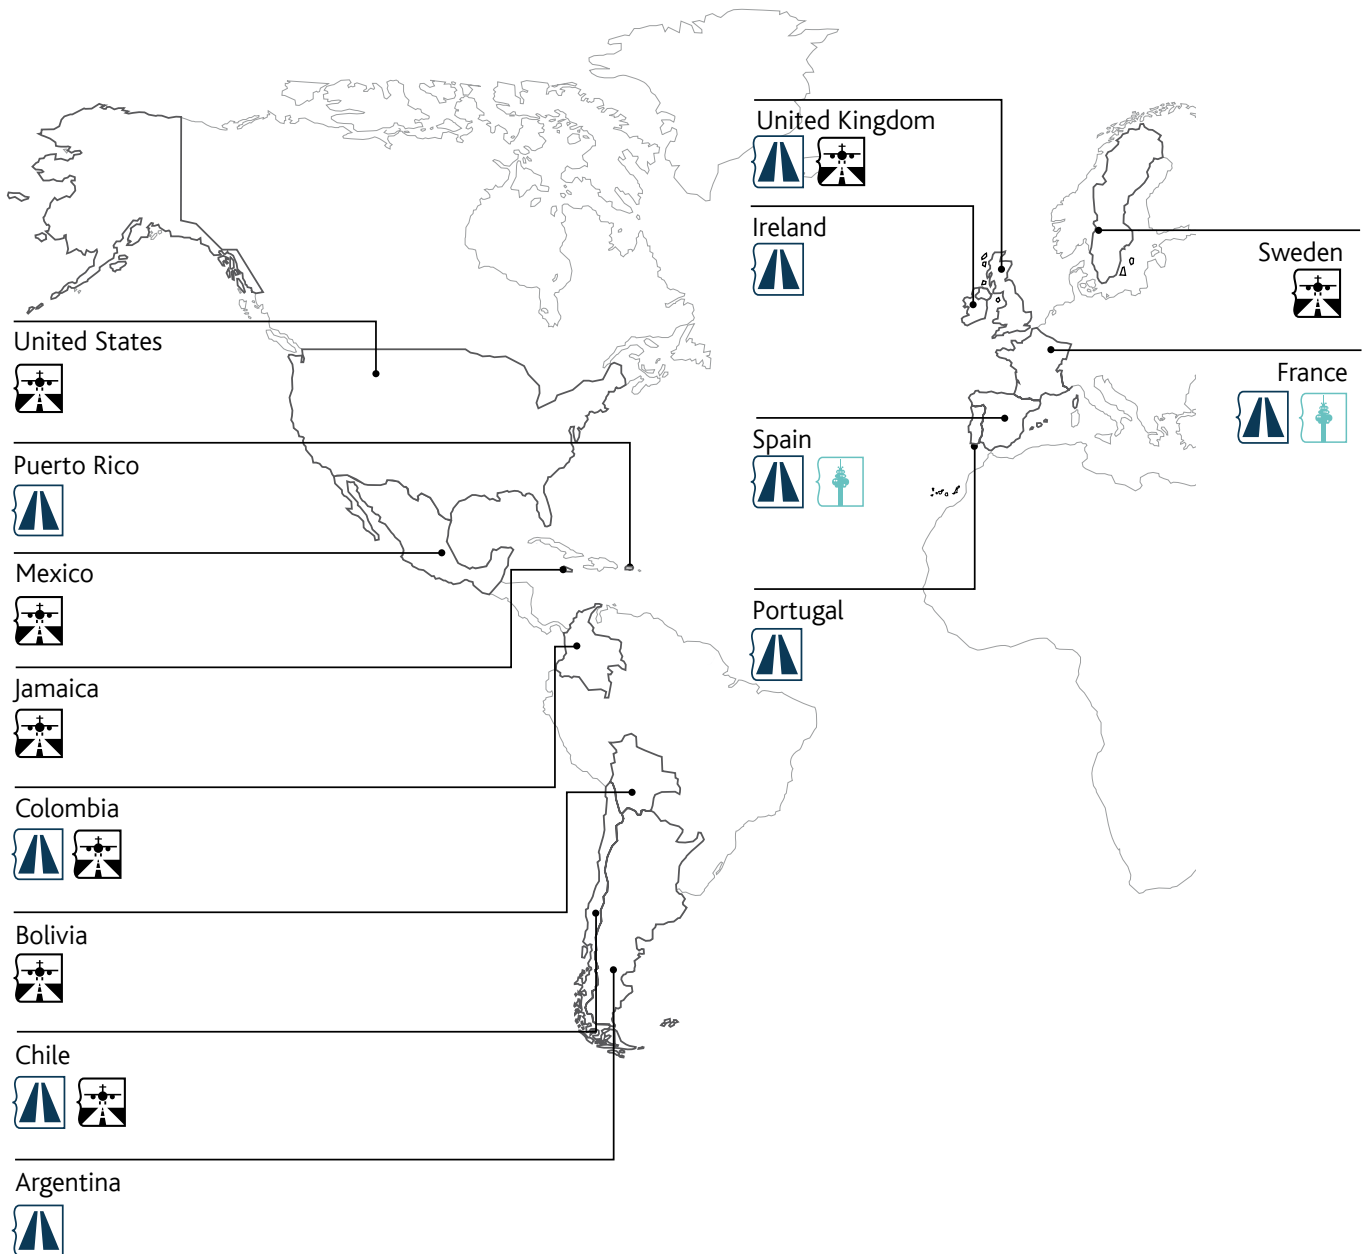 United States
Puerto Rico
Mexico
Jamaica
Colombia
Bolivia
Chile
Argentina
United Kingdom
Ireland
Spain
Portugal
Sweden
France